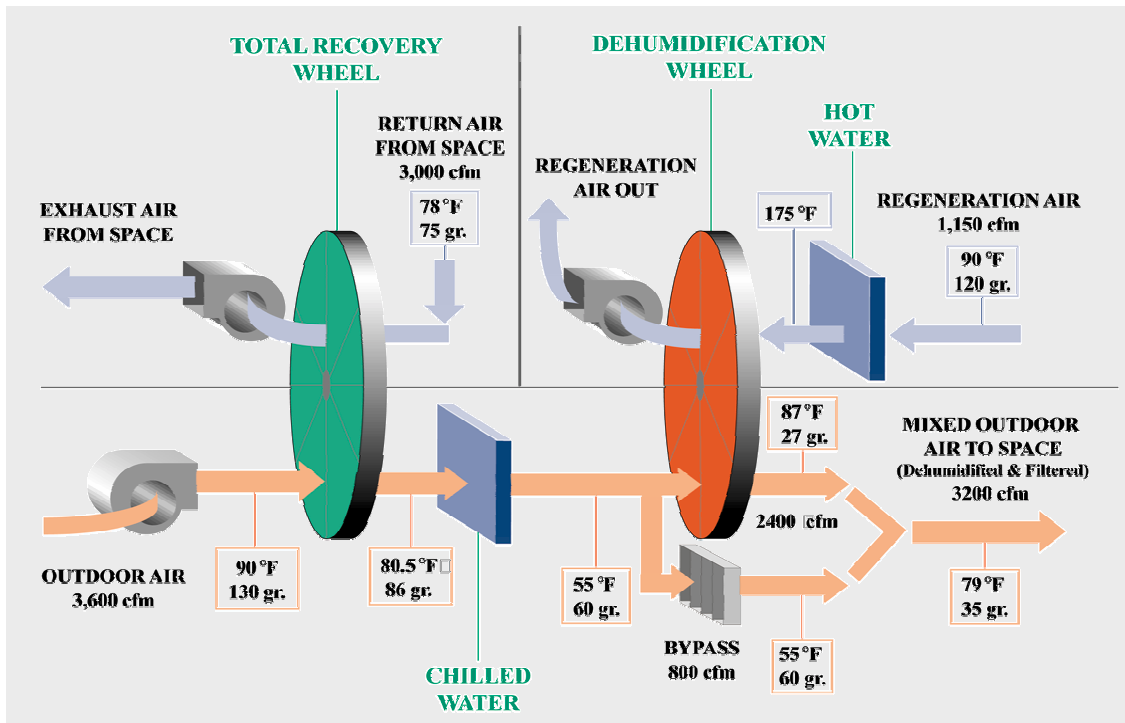 TOTAL RECOVERY
WHEEL
DEHUMIDIFICATION
WHEEL
RETURN AIR
FROM SPACE
3,000 cfm
78°F
75 gr.
EXHAUST AIR
FROM SPACE
REGENERATION
AIR OUT
HOT
WATER
175°F
REGENERATION AIR
1,150 cfm
90 °F
120 gr.
OUTDOOR AIR
3,600 cfm
90 °F
130 gr.
80.5 °F□
86 gr.
CHILLED
WATER
55 °F
60 gr.
87°F
27 gr.
2400 □cfm
BYPASS
800 cfm
55°F
60 gr.
MIXED OUTDOOR
AIR TO SPACE
(Dehumidified & Filtered)
3200 cfm
79°F
35 gr.